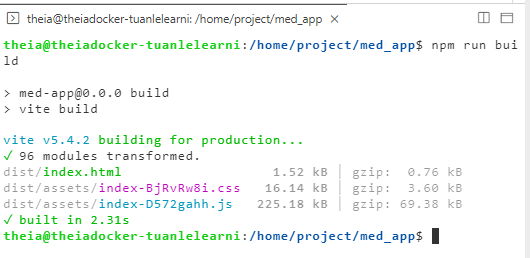 theia@theiadocker-tuanlelearni: /home/project/med_app ×
theia@theiadocker-tuanlelearni:/home/project/med_app$ npm run bui
ld
> med-app@0.0.0 build
> vite build
vite v5.4.2 building for production...
✓ 96 modules transformed.
dist/index.html 1.52 kB │ gzip: 0.76 kB
dist/assets/index-BjRvRw8i.css 16.14 kB │ gzip: 3.60 kB
dist/assets/index-D572gahh.js 225.18 kB │ gzip: 69.38 kB
✓ built in 2.31s
theia@theiadocker-tuanlelearni:/home/project/med_app$